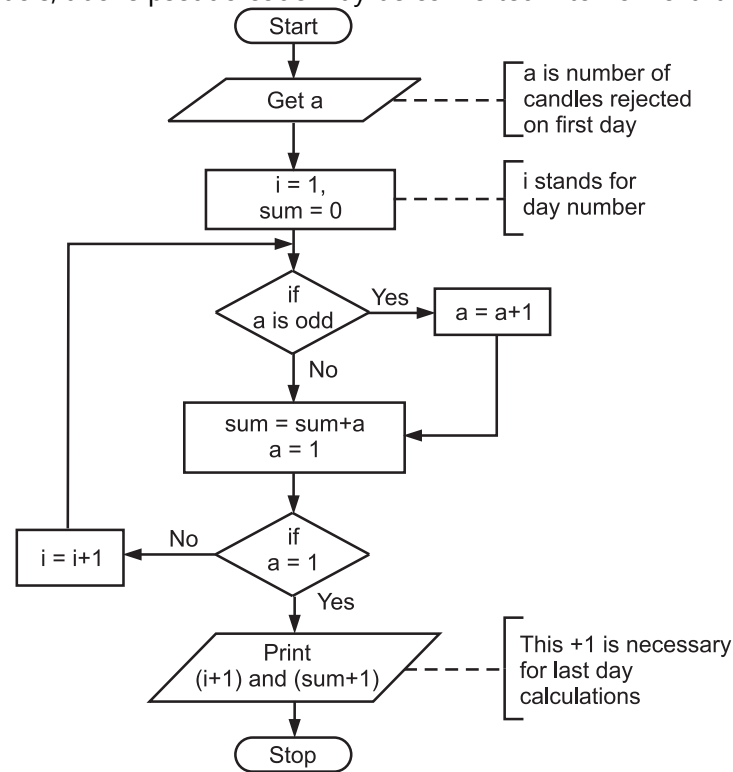 Start
Get a
a is number of
candles rejected
on first day
i = 1,
sum = 0
i stands for
day number
if
a is odd
Yes
a = a+1
No
sum = sum+a
a = 1
if
a = 1
No
i = i+1
Yes
Print
(i+1) and (sum+1)
This +1 is necessary
for last day
calculations
Stop